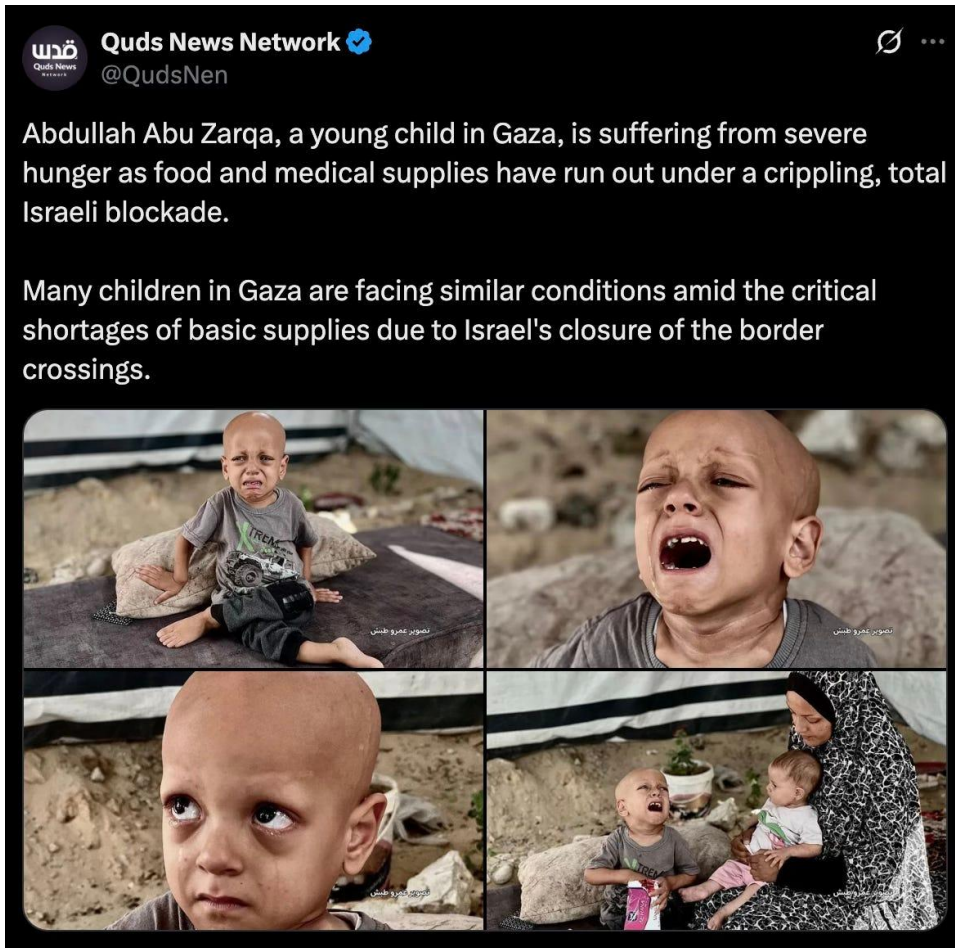 قدس
Quds News
Network
Quds News Network
@QudsNen
Abdullah Abu Zarqa, a young child in Gaza, is suffering from severe
hunger as food and medical supplies have run out under a crippling, total
Israeli blockade.
Many children in Gaza are facing similar conditions amid the critical
shortages of basic supplies due to Israel's closure of the border
crossings.
XTREM
تصوير عمرو طبش
تصوير عمرو طبش
تصوير عمرو طبش
تصوير عمرو طبش